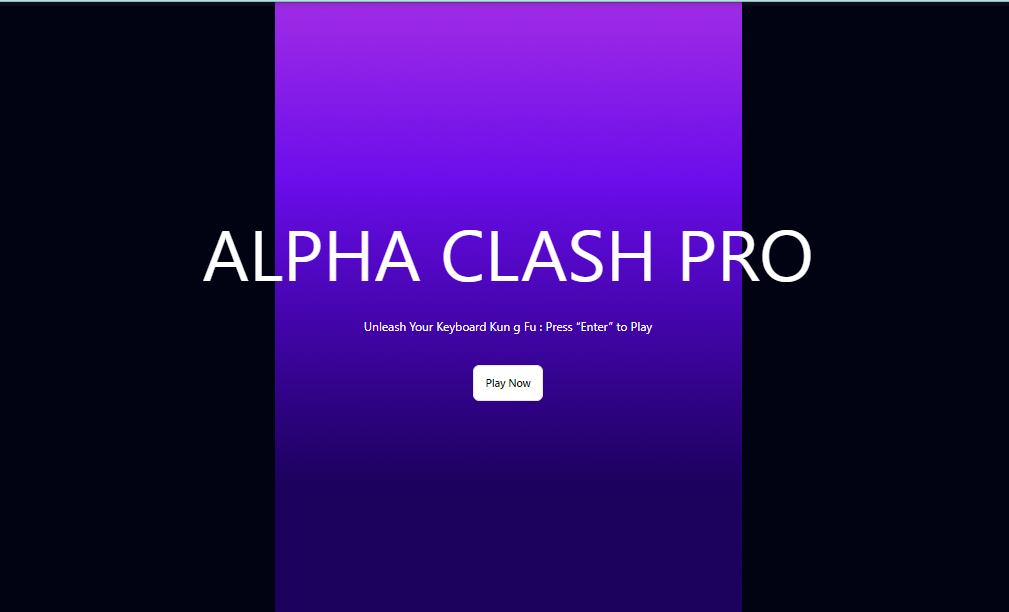 ALPHA CLASH PRO
Unleash Your Keyboard Kun g Fu : Press “Enter” to Play
Play Now